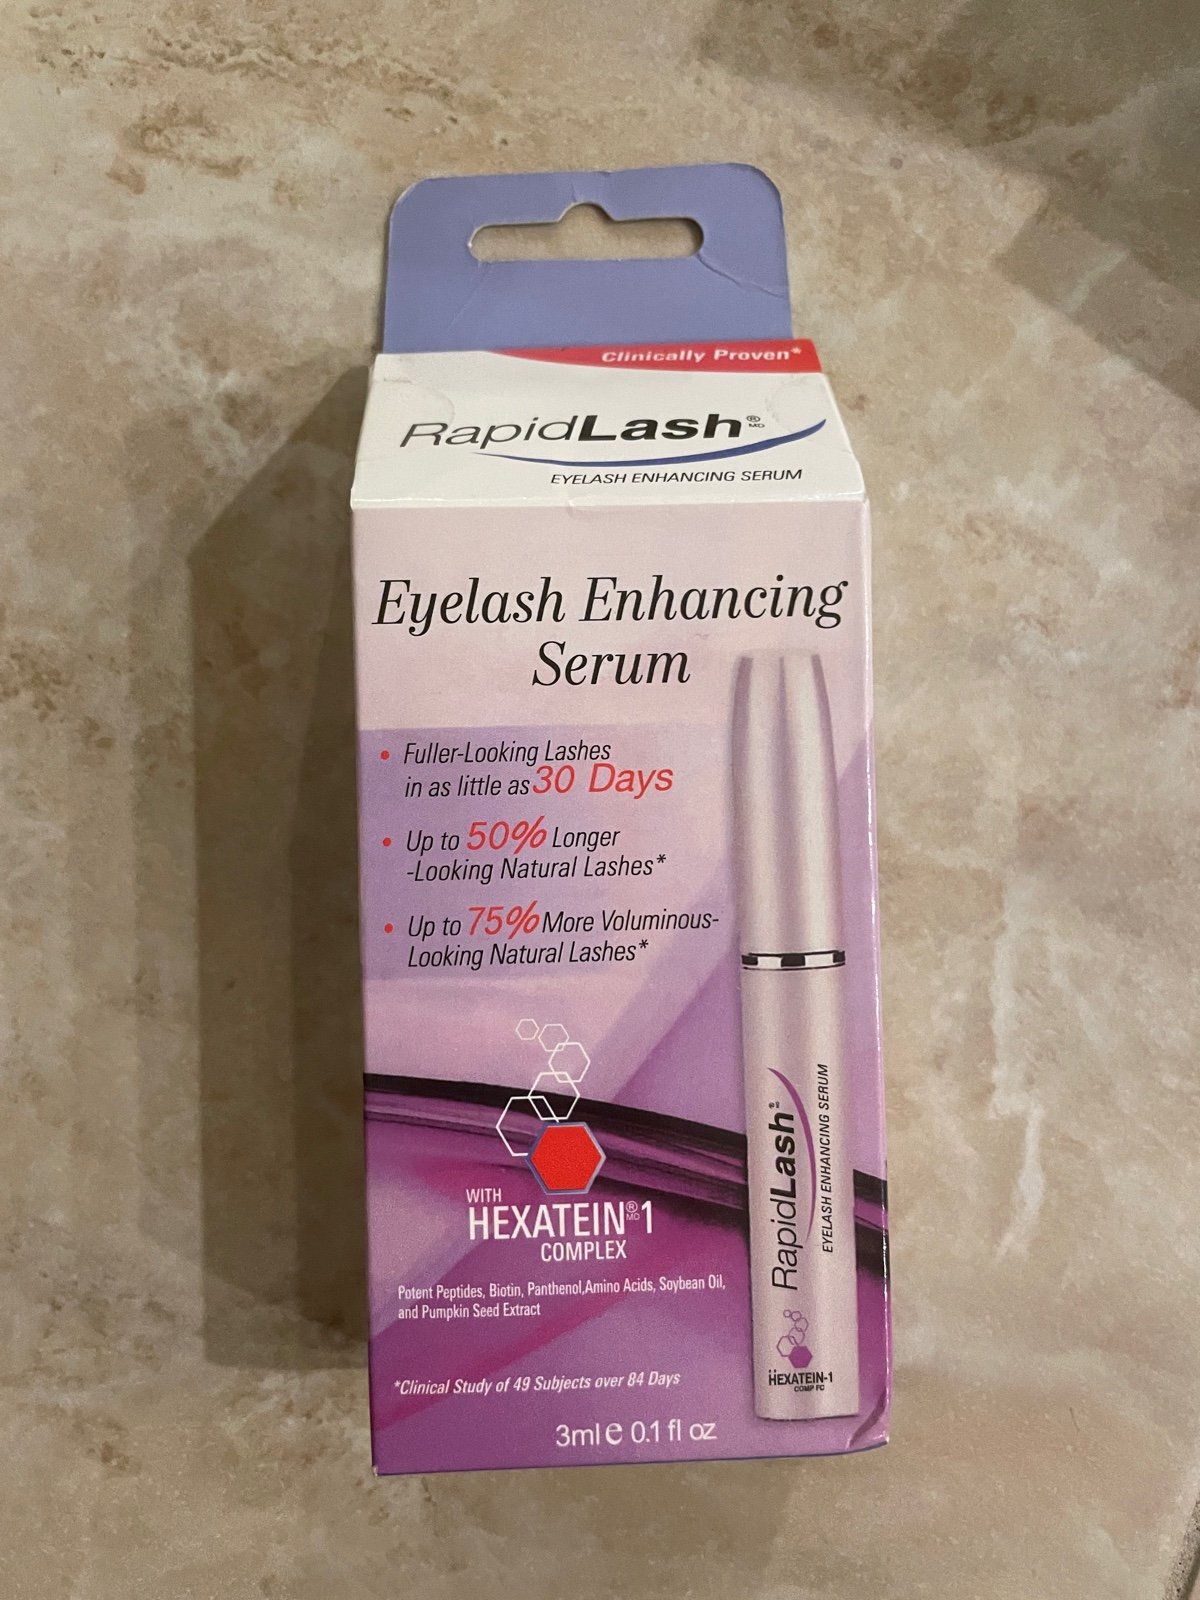 Clinically Proven*
RapidLash® MD
EYELASH ENHANCING SERUM
Eyelash Enhancing
Serum
• Fuller-Looking Lashes
in as little as 30 Days
• Up to 50% Longer
-Looking Natural Lashes*
• Up to 75% More Voluminous-
Looking Natural Lashes*
WITH
HEXATEIN® MD 1
COMPLEX
Potent Peptides, Biotin, Panthenol,Amino Acids, Soybean Oil,
and Pumpkin Seed Extract
*Clinical Study of 49 Subjects over 84 Days
3ml e 0.1 fl oz
RapidLash®
EYELASH ENHANCING SERUM
HEXATEIN-1